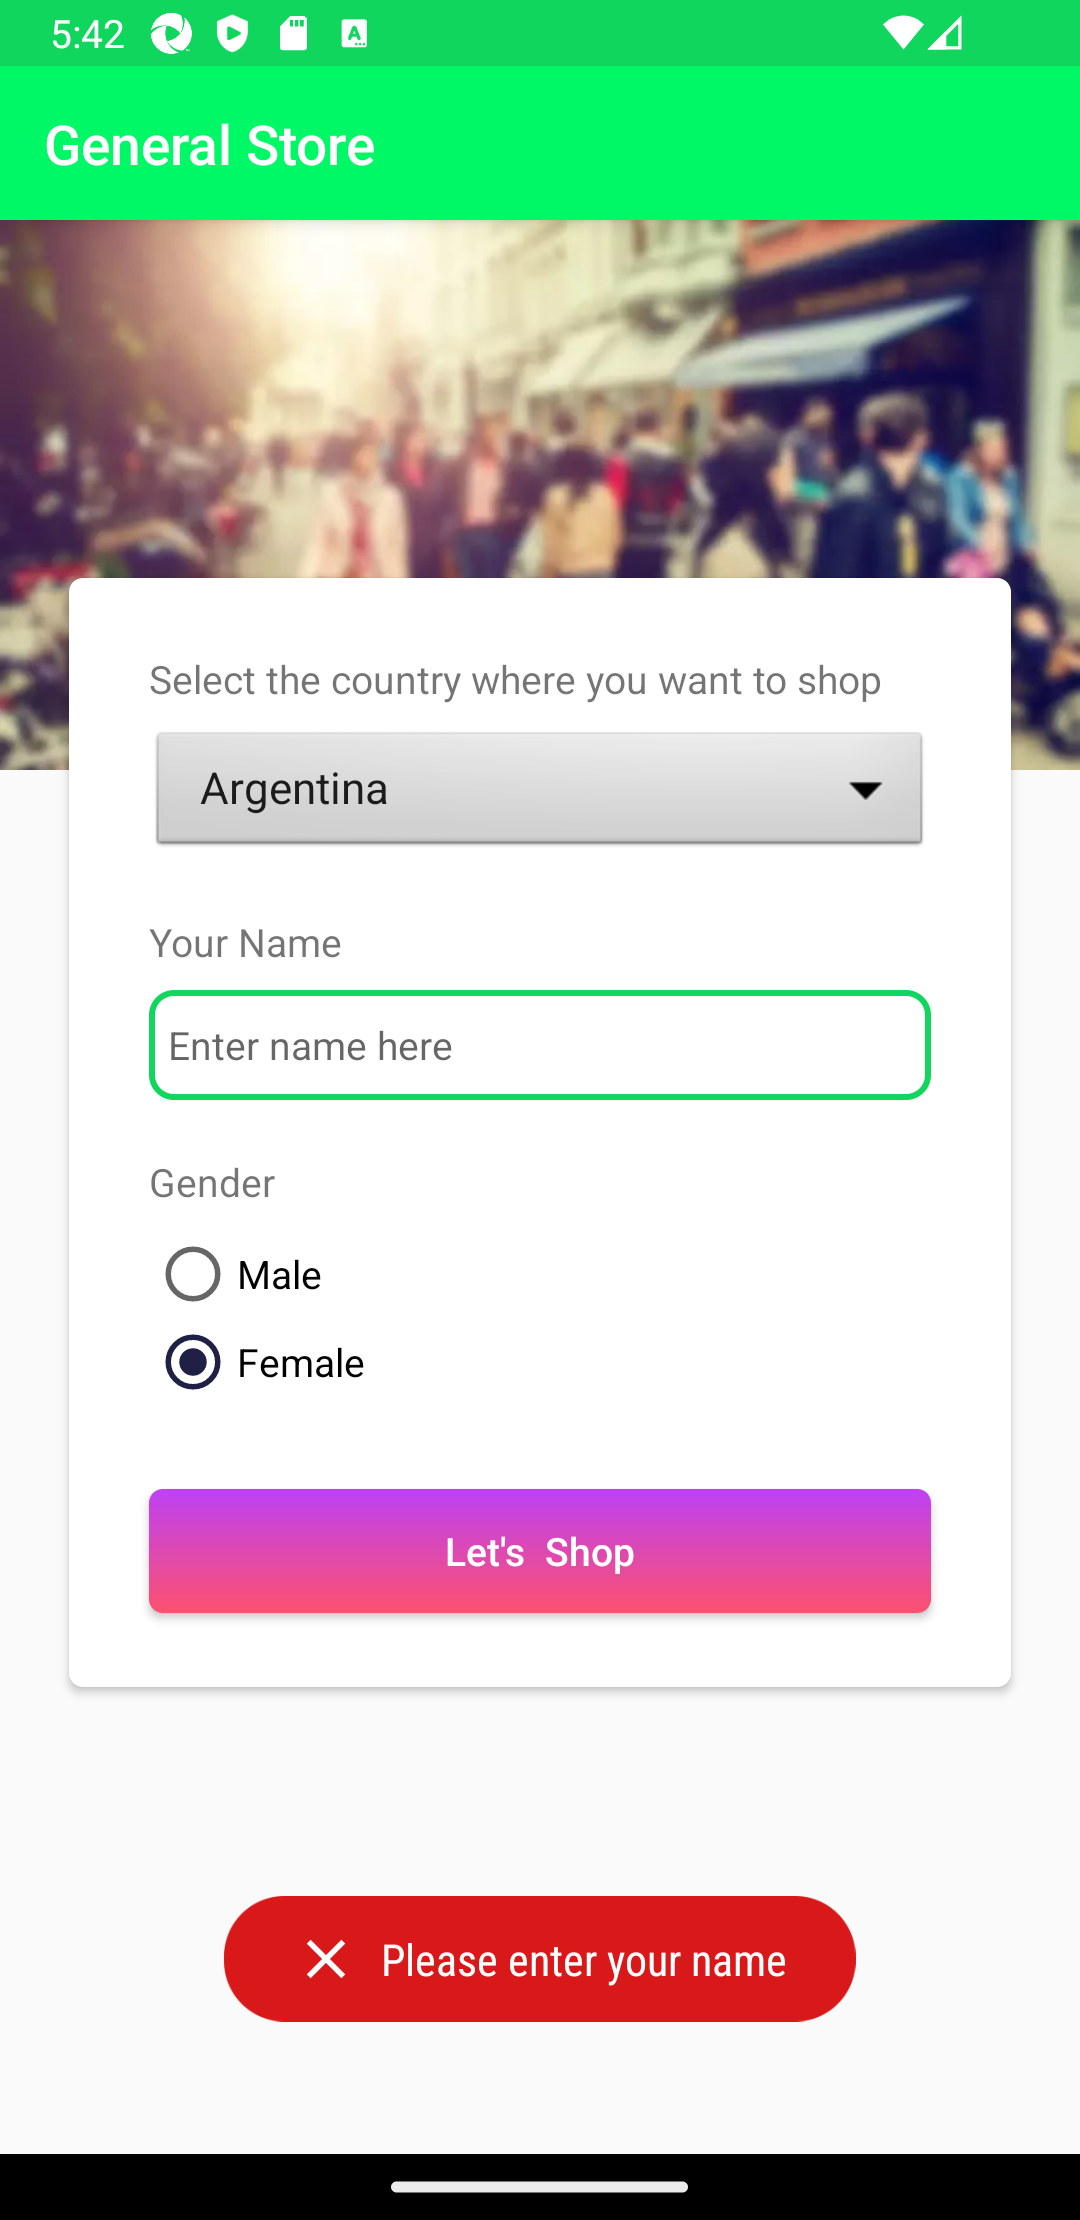 5:42
General Store
Select the country where you want to shop
Argentina
Your Name
Enter name here
Gender
Male
Female
Let's Shop
Please enter your name